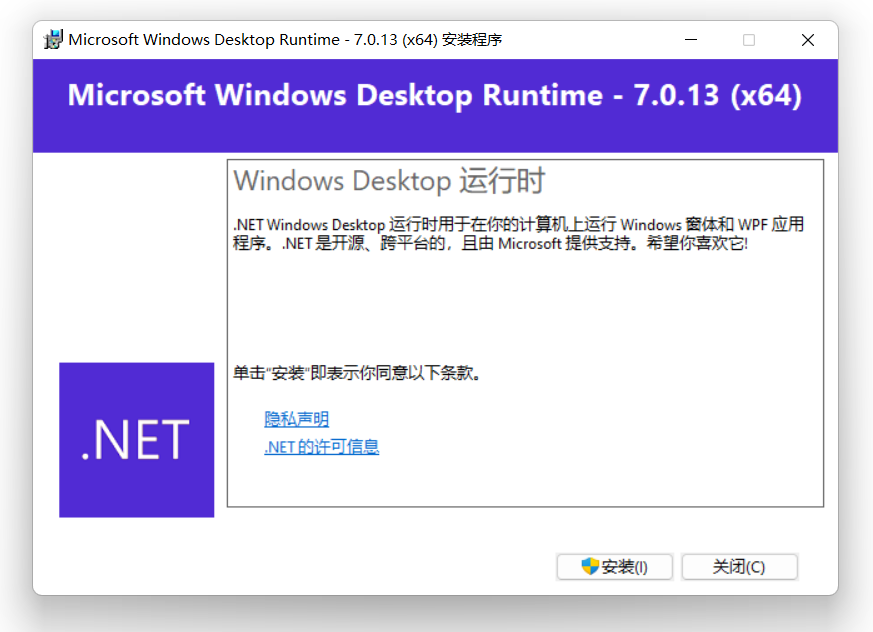 Microsoft Windows Desktop Runtime - 7.0.13 (x64) 安装程序
Microsoft Windows Desktop Runtime - 7.0.13 (x64)
Windows Desktop 运行时
.NET Windows Desktop 运行时用于在你的计算机上运行 Windows 窗体和 WPF 应用
程序。.NET 是开源、跨平台的，且由 Microsoft 提供支持。希望你喜欢它!
单击“安装”即表示你同意以下条款。
隐私声明
.NET 的许可信息
.NET
安装(I)
关闭(C)